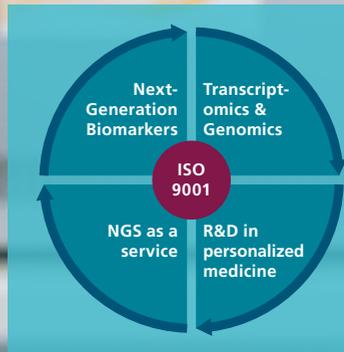 Next-
Generation
Biomarkers
Transcript-
omics &
Genomics
ISO
9001
NGS as a
service
R&D in
personalized
medicine